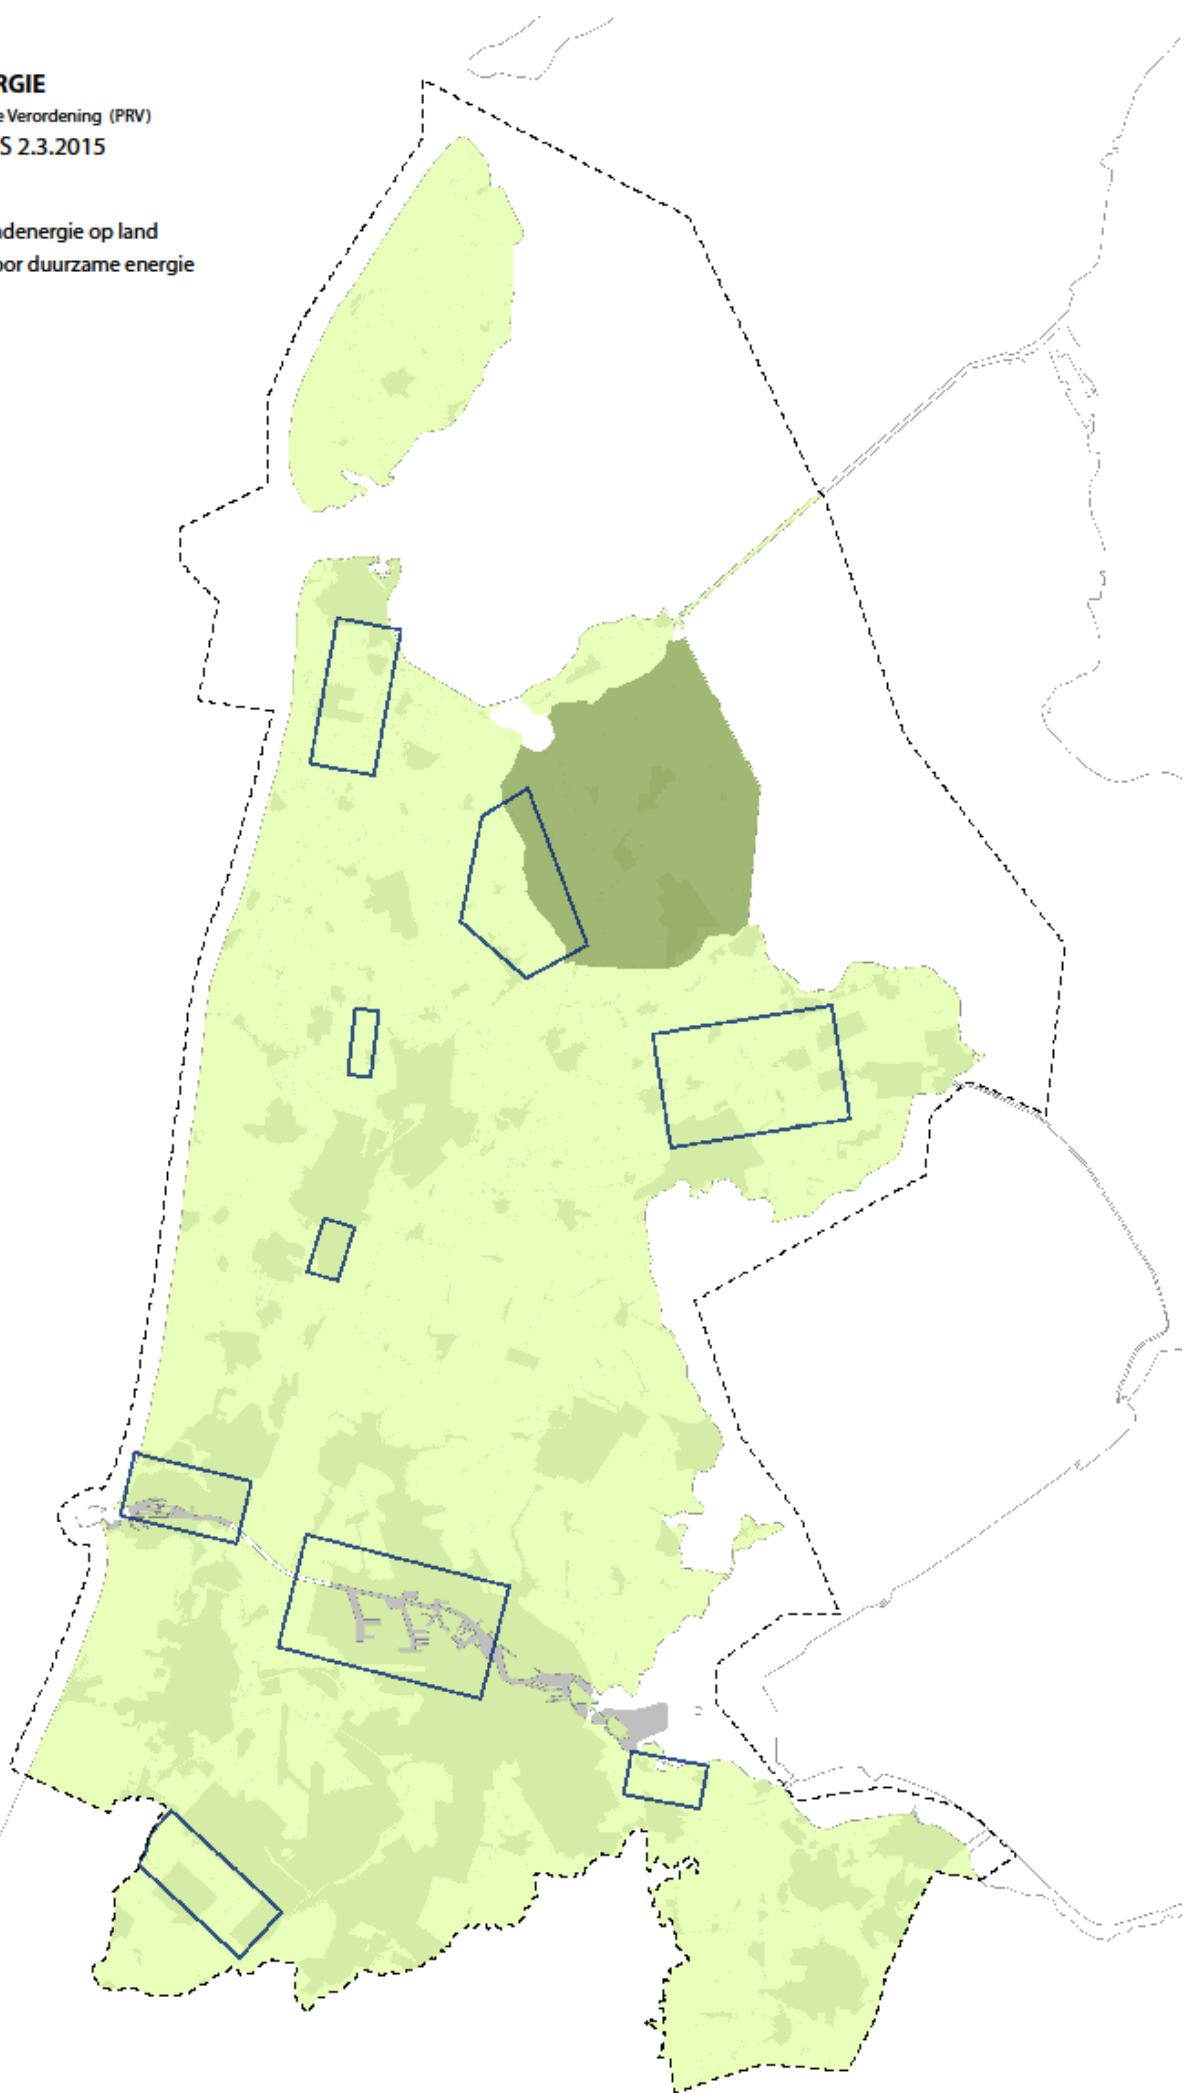 RGIE
e Verordening (PRV)
S 2.3.2015
ndenergie op land
oor duurzame energie